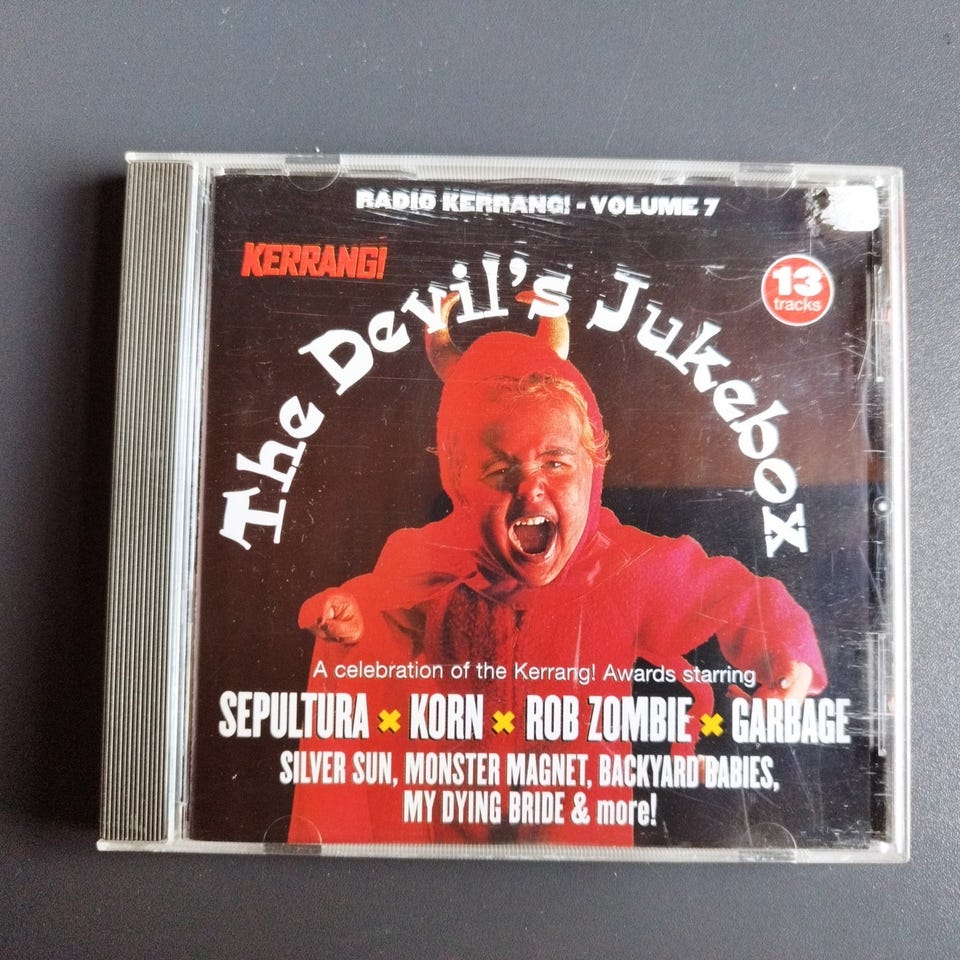 RADIO KERRANG! - VOLUME 7
KERRANG!
The Devil's Jukebox
13
tracks
A celebration of the Kerrang! Awards starring
SEPULTURA × KORN × ROB ZOMBIE × GARBAGE
SILVER SUN, MONSTER MAGNET, BACKYARD BABIES,
MY DYING BRIDE & more!